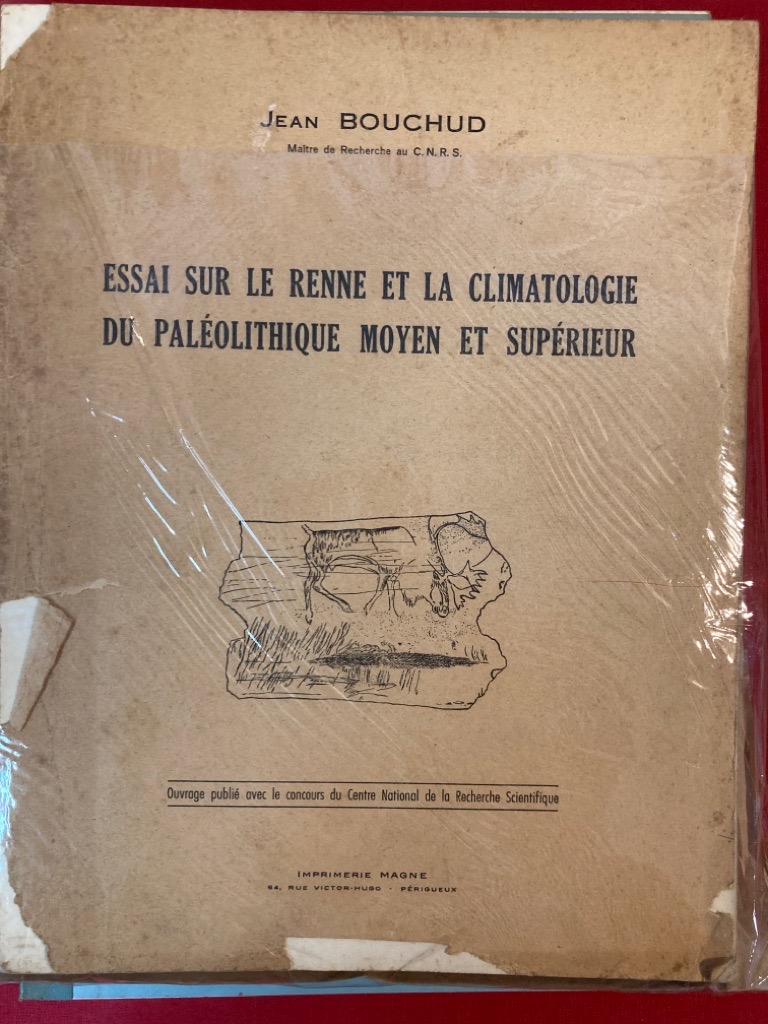 JEAN BOUCHUD
Maître de Recherche au C.N.R.S.
ESSAI SUR LE RENNE ET LA CLIMATOLOGIE
DU PALÉOLITHIQUE MOYEN ET SUPÉRIEUR
Ouvrage publié avec le concours du Centre National de la Recherche Scientifique
IMPRIMERIE MAGNE
64, RUE VICTOR-HUGO - PÉRIGUEUX